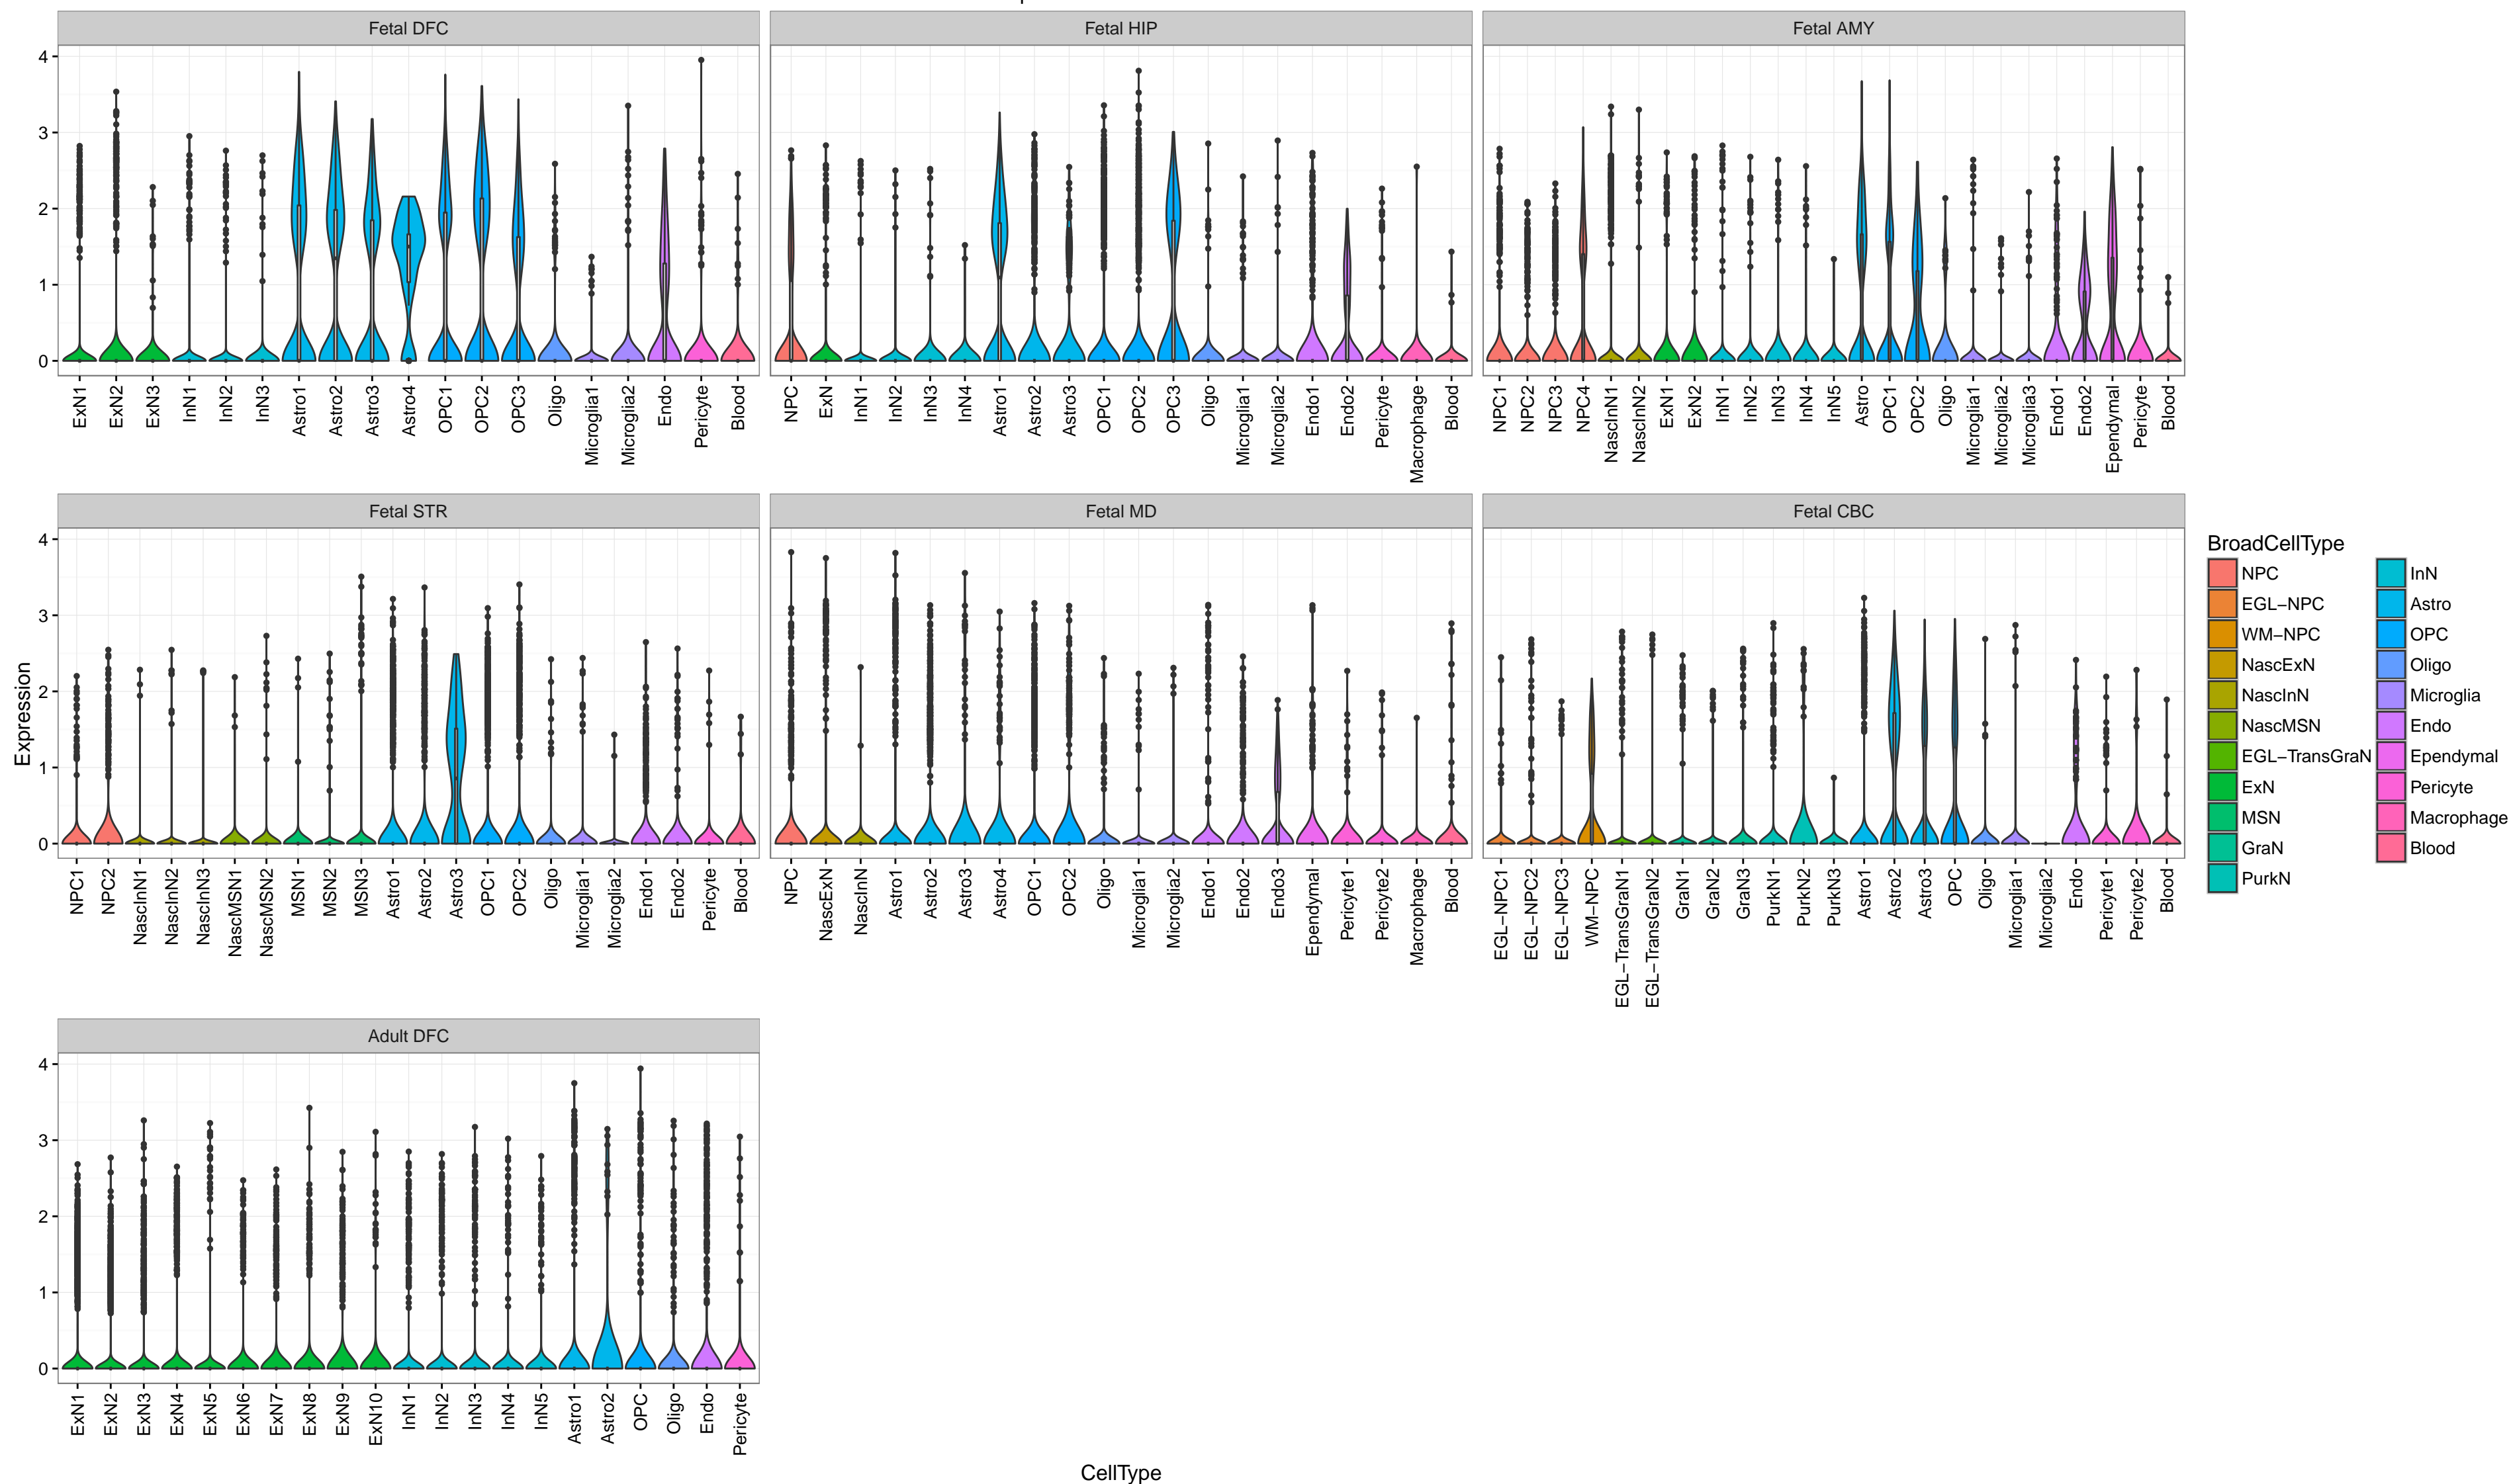 Fetal DFC Fetal HIP Fetal AMY
4
3
2
1
0
ExN1 ExN2 ExN3 InN1 InN2 InN3 Astro1 Astro2 Astro3 Astro4 OPC1 OPC2 OPC3 Oligo Microglia1 Microglia2 Endo Pericyte Blood
NPC ExN InN1 InN2 InN3 InN4 Astro1 Astro2 Astro3 OPC1 OPC2 OPC3 Oligo Microglia1 Microglia2 Endo1 Endo2 Pericyte Macrophage Blood
NPC1 NPC2 NPC3 NPC4 NascInN1 NascInN2 ExN1 ExN2 InN1 InN2 InN3 InN4 InN5 Astro OPC1 OPC2 Oligo Microglia1 Microglia2 Microglia3 Endo1 Endo2 Ependymal Pericyte Blood
Fetal STR Fetal MD Fetal CBC
Expression
4
3
2
1
0
NPC1 NPC2 NascInN1 NascInN2 NascInN3 NascMSN1 NascMSN2 MSN1 MSN2 MSN3 Astro1 Astro2 Astro3 OPC1 OPC2 Oligo Microglia1 Microglia2 Endo1 Endo2 Pericyte Blood
NPC NascExN NascInN Astro1 Astro2 Astro3 Astro4 OPC1 OPC2 Oligo Microglia1 Microglia2 Endo1 Endo2 Endo3 Ependymal Pericyte1 Pericyte2 Macrophage Blood
EGL−NPC1 EGL−NPC2 EGL−NPC3 WM−NPC EGL−TransGraN1 EGL−TransGraN2 GraN1 GraN2 GraN3 PurkN1 PurkN2 PurkN3 Astro1 Astro2 Astro3 OPC Oligo Microglia1 Microglia2 Endo Pericyte1 Pericyte2 Blood
BroadCellType
NPC InN
EGL−NPC Astro
WM−NPC OPC
NascExN Oligo
NascInN Microglia
NascMSN Endo
EGL−TransGraN Ependymal
ExN Pericyte
MSN Macrophage
GraN Blood
PurkN
Adult DFC
4
3
2
1
0
ExN1 ExN2 ExN3 ExN4 ExN5 ExN6 ExN7 ExN8 ExN9 ExN10 InN1 InN2 InN3 InN4 InN5 Astro1 Astro2 OPC Oligo Endo Pericyte
CellType